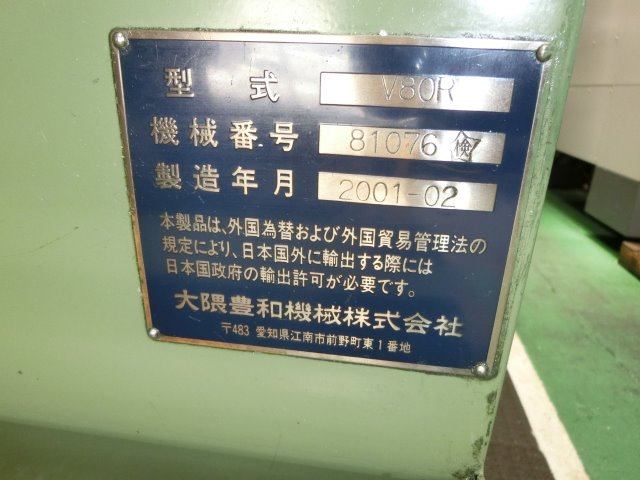 型式 V80R
機械番号 81076 検
製造年月 2001-02
本製品は、外国為替および外国貿易管理法の
規定により、日本国外に輸出する際には
日本国政府の輸出許可が必要です。
大隈豊和機械株式会社
〒483 愛知県江南市前野町東1番地